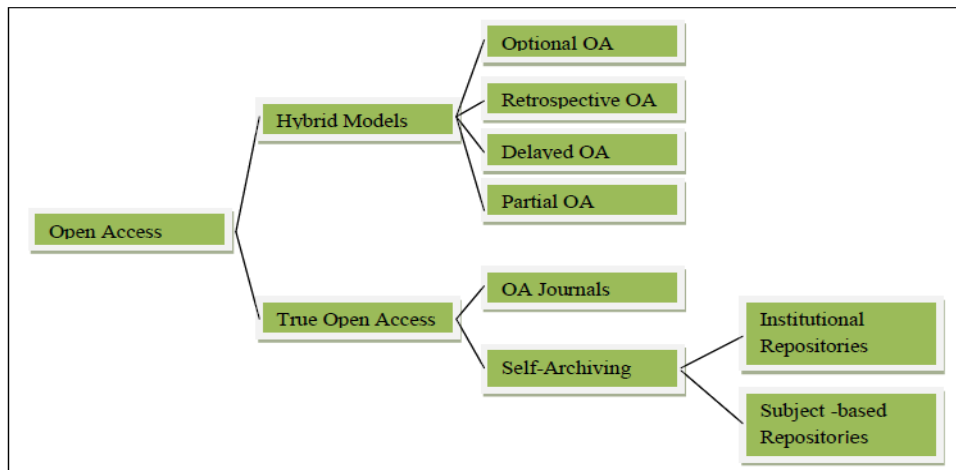 Optional OA
Retrospective OA
Hybrid Models
Delayed OA
Partial OA
Open Access
OA Journals
True Open Access
Institutional
Repositories
Self-Archiving
Subject -based
Repositories